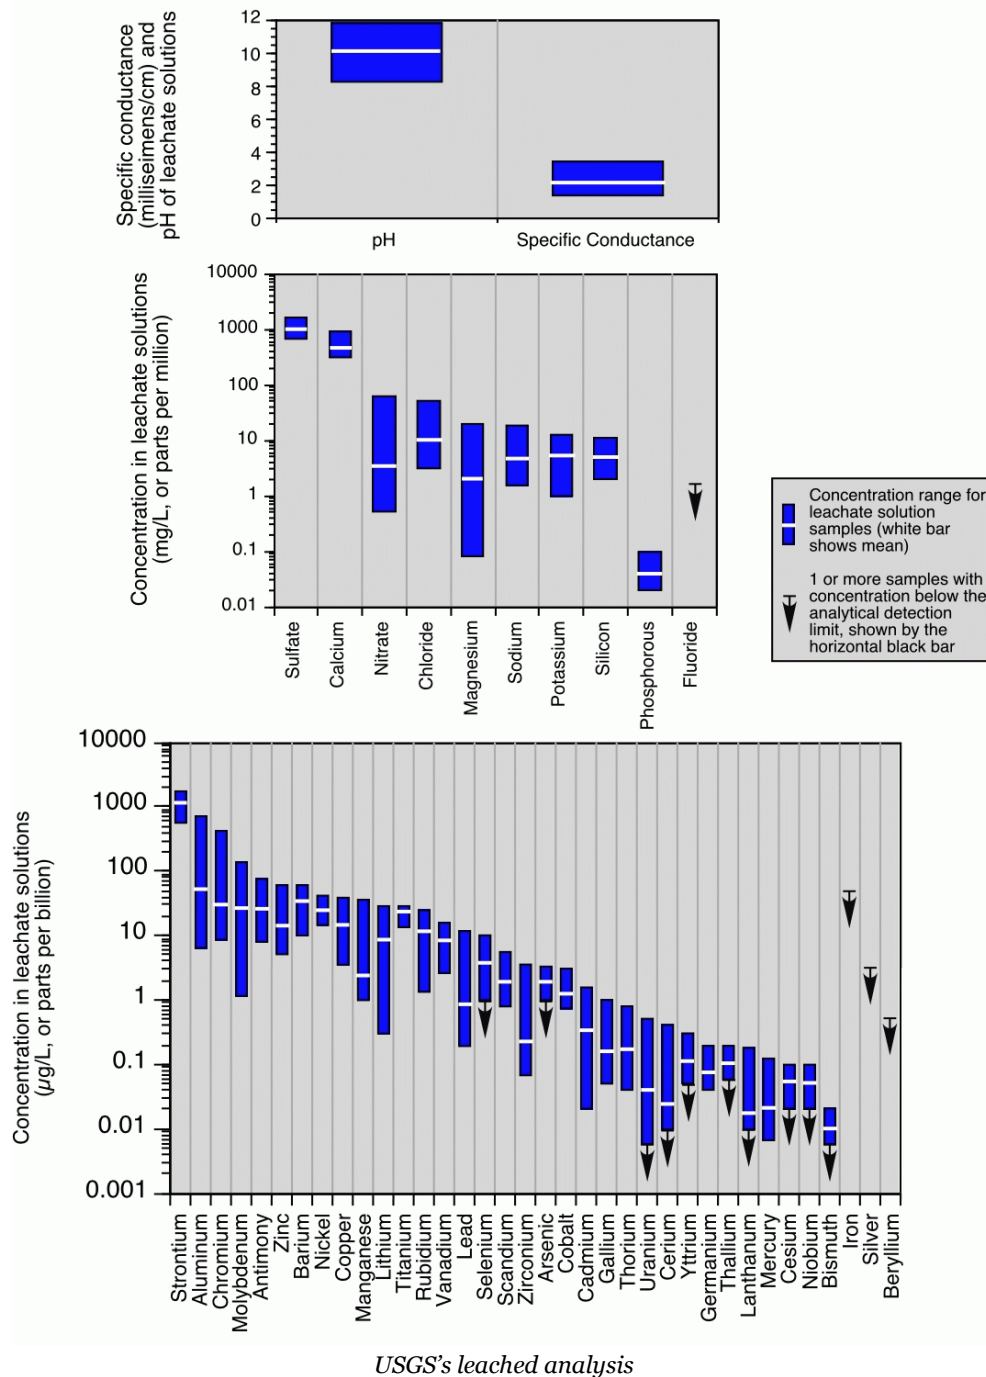 Specific conductance
(milliseimens/cm) and
pH of leachate solutions
12
10
8
6
4
2
0
pH
Specific Conductance
Concentration in leachate solutions
(mg/L, or parts per million)
10000
1000
100
10
1
0.1
0.01
Sulfate
Calcium
Nitrate
Chloride
Magnesium
Sodium
Potassium
Silicon
Phosphorous
Fluoride
Concentration range for
leachate solution
samples (white bar
shows mean)
1 or more samples with
concentration below the
analytical detection
limit, shown by the
horizontal black bar
Concentration in leachate solutions
(µg/L, or parts per billion)
10000
1000
100
10
1
0.1
0.01
0.001
Strontium
Aluminum
Chromium
Molybdenum
Antimony
Zinc
Barium
Nickel
Copper
Manganese
Lithium
Titanium
Rubidium
Vanadium
Lead
Selenium
Scandium
Zirconium
Arsenic
Cobalt
Cadmium
Gallium
Thorium
Uranium
Cerium
Yttrium
Germanium
Thallium
Lanthanum
Mercury
Cesium
Niobium
Bismuth
Iron
Silver
Beryllium
USGS's leached analysis